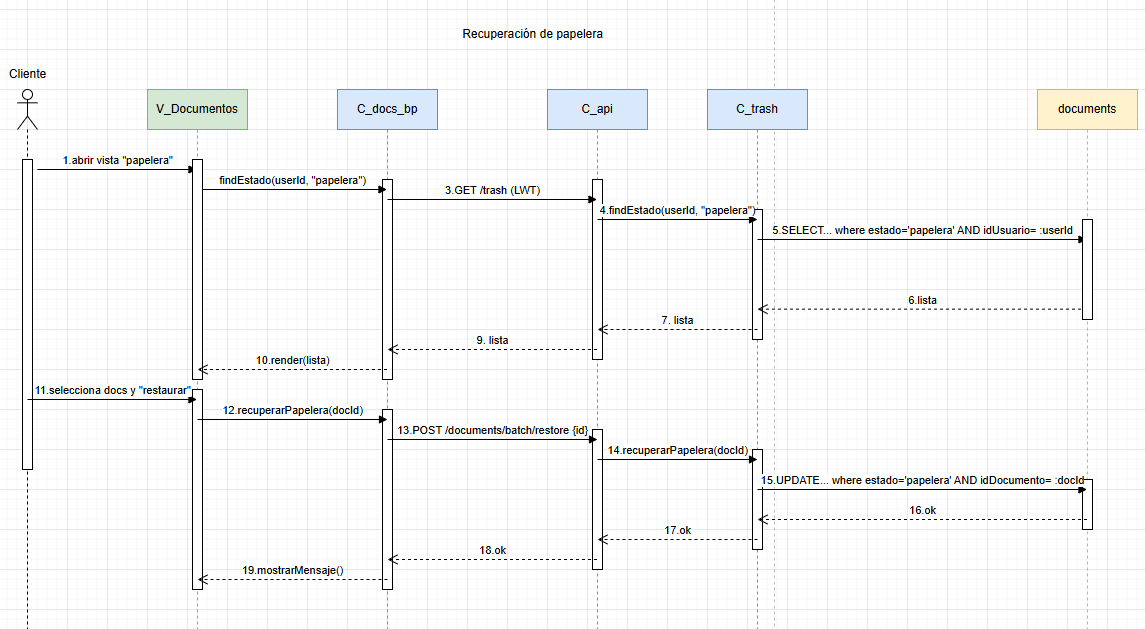 Recuperación de papelera
Cliente
V_Documentos
C_docs_bp
C_api
C_trash
documents
1.abrir vista "papelera"
findEstado(userId, "papelera")
3.GET /trash (LWT)
4.findEstado(userId, "papelera")
5.SELECT... where estado='papelera' AND idUsuario= :userId
6.lista
7. lista
9. lista
10.render(lista)
11.selecciona docs y "restaurar"
12.recuperarPapelera(docId)
13.POST /documents/batch/restore {id}
14.recuperarPapelera(docId)
15.UPDATE... where estado='papelera' AND idDocumento= :docId
16.ok
17.ok
18.ok
19.mostrarMensaje()